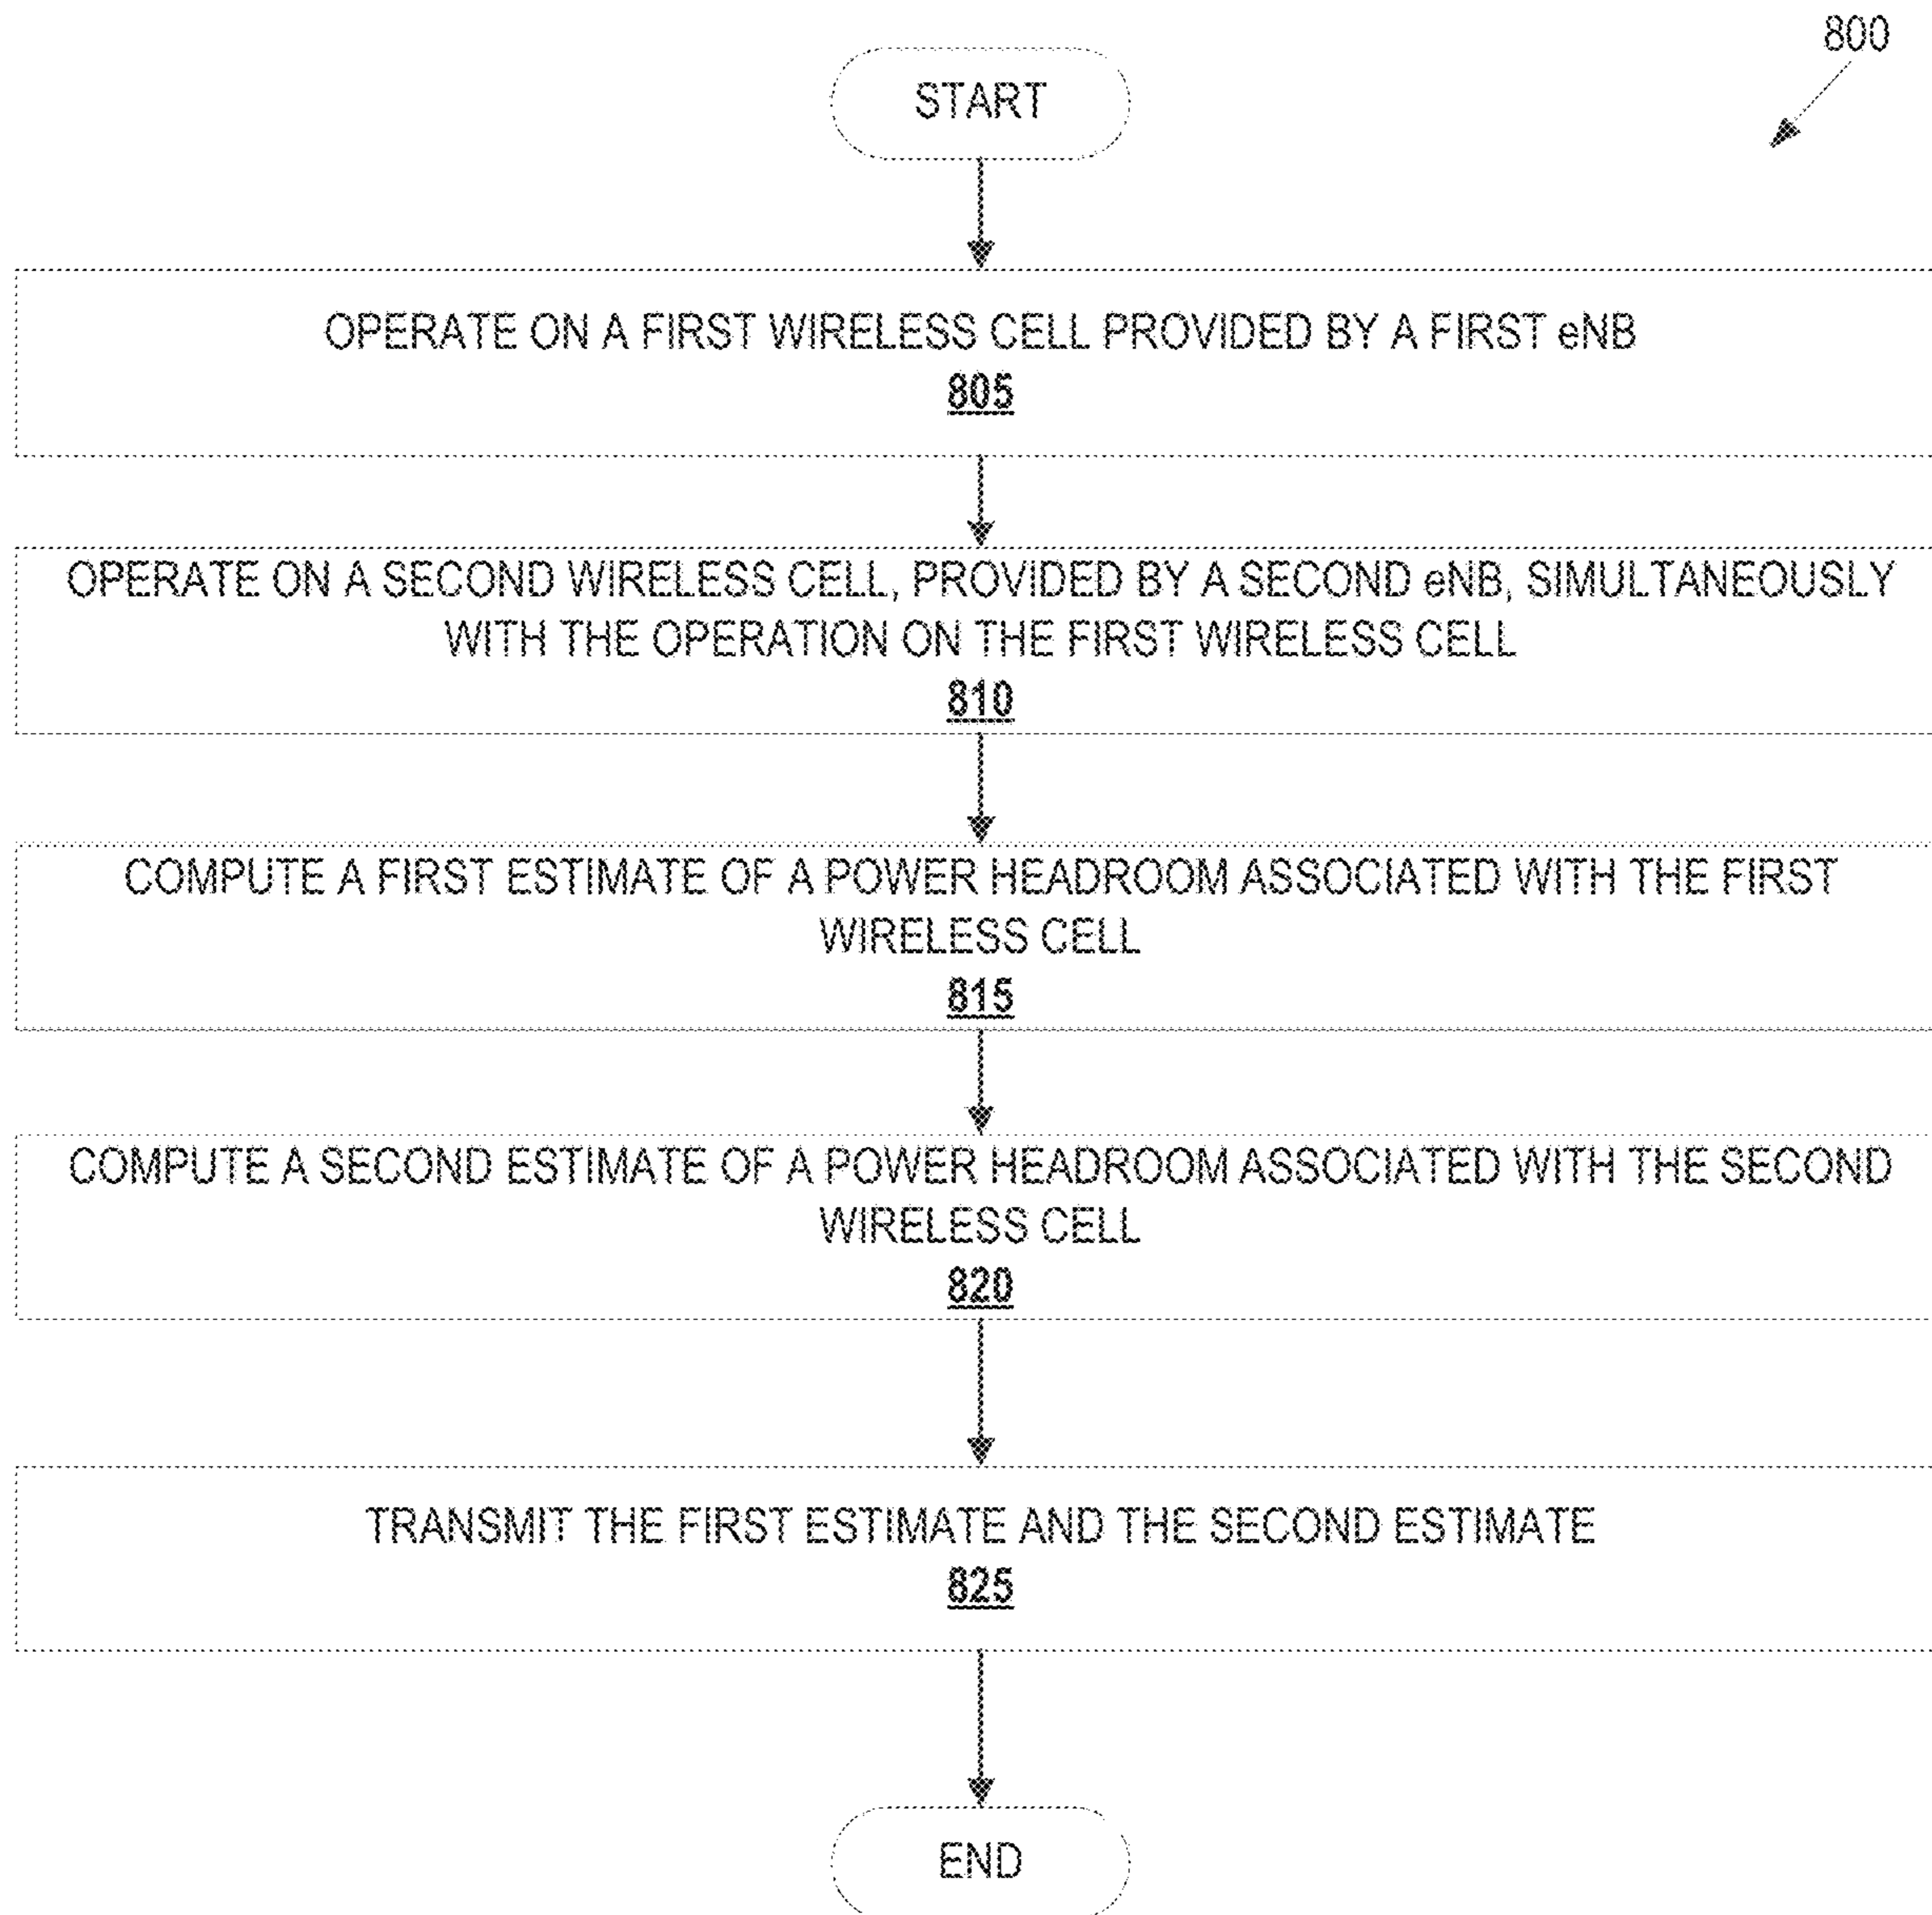 800
START
OPERATE ON A FIRST WIRELESS CELL PROVIDED BY A FIRST eNB
805
OPERATE ON A SECOND WIRELESS CELL, PROVIDED BY A SECOND eNB, SIMULTANEOUSLY
WITH THE OPERATION ON THE FIRST WIRELESS CELL
810
COMPUTE A FIRST ESTIMATE OF A POWER HEADROOM ASSOCIATED WITH THE FIRST
WIRELESS CELL
815
COMPUTE A SECOND ESTIMATE OF A POWER HEADROOM ASSOCIATED WITH THE SECOND
WIRELESS CELL
820
TRANSMIT THE FIRST ESTIMATE AND THE SECOND ESTIMATE
825
END